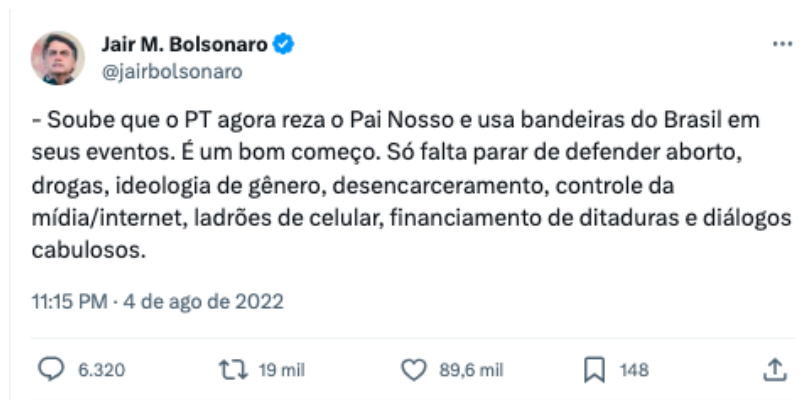 Jair M. Bolsonaro
@jairbolsonaro
- Soube que o PT agora reza o Pai Nosso e usa bandeiras do Brasil em
seus eventos. É um bom começo. Só falta parar de defender aborto,
drogas, ideologia de gênero, desencarceramento, controle da
mídia/internet, ladrões de celular, financiamento de ditaduras e diálogos
cabulosos.
11:15 PM · 4 de ago de 2022
6.320 19 mil 89,6 mil 148